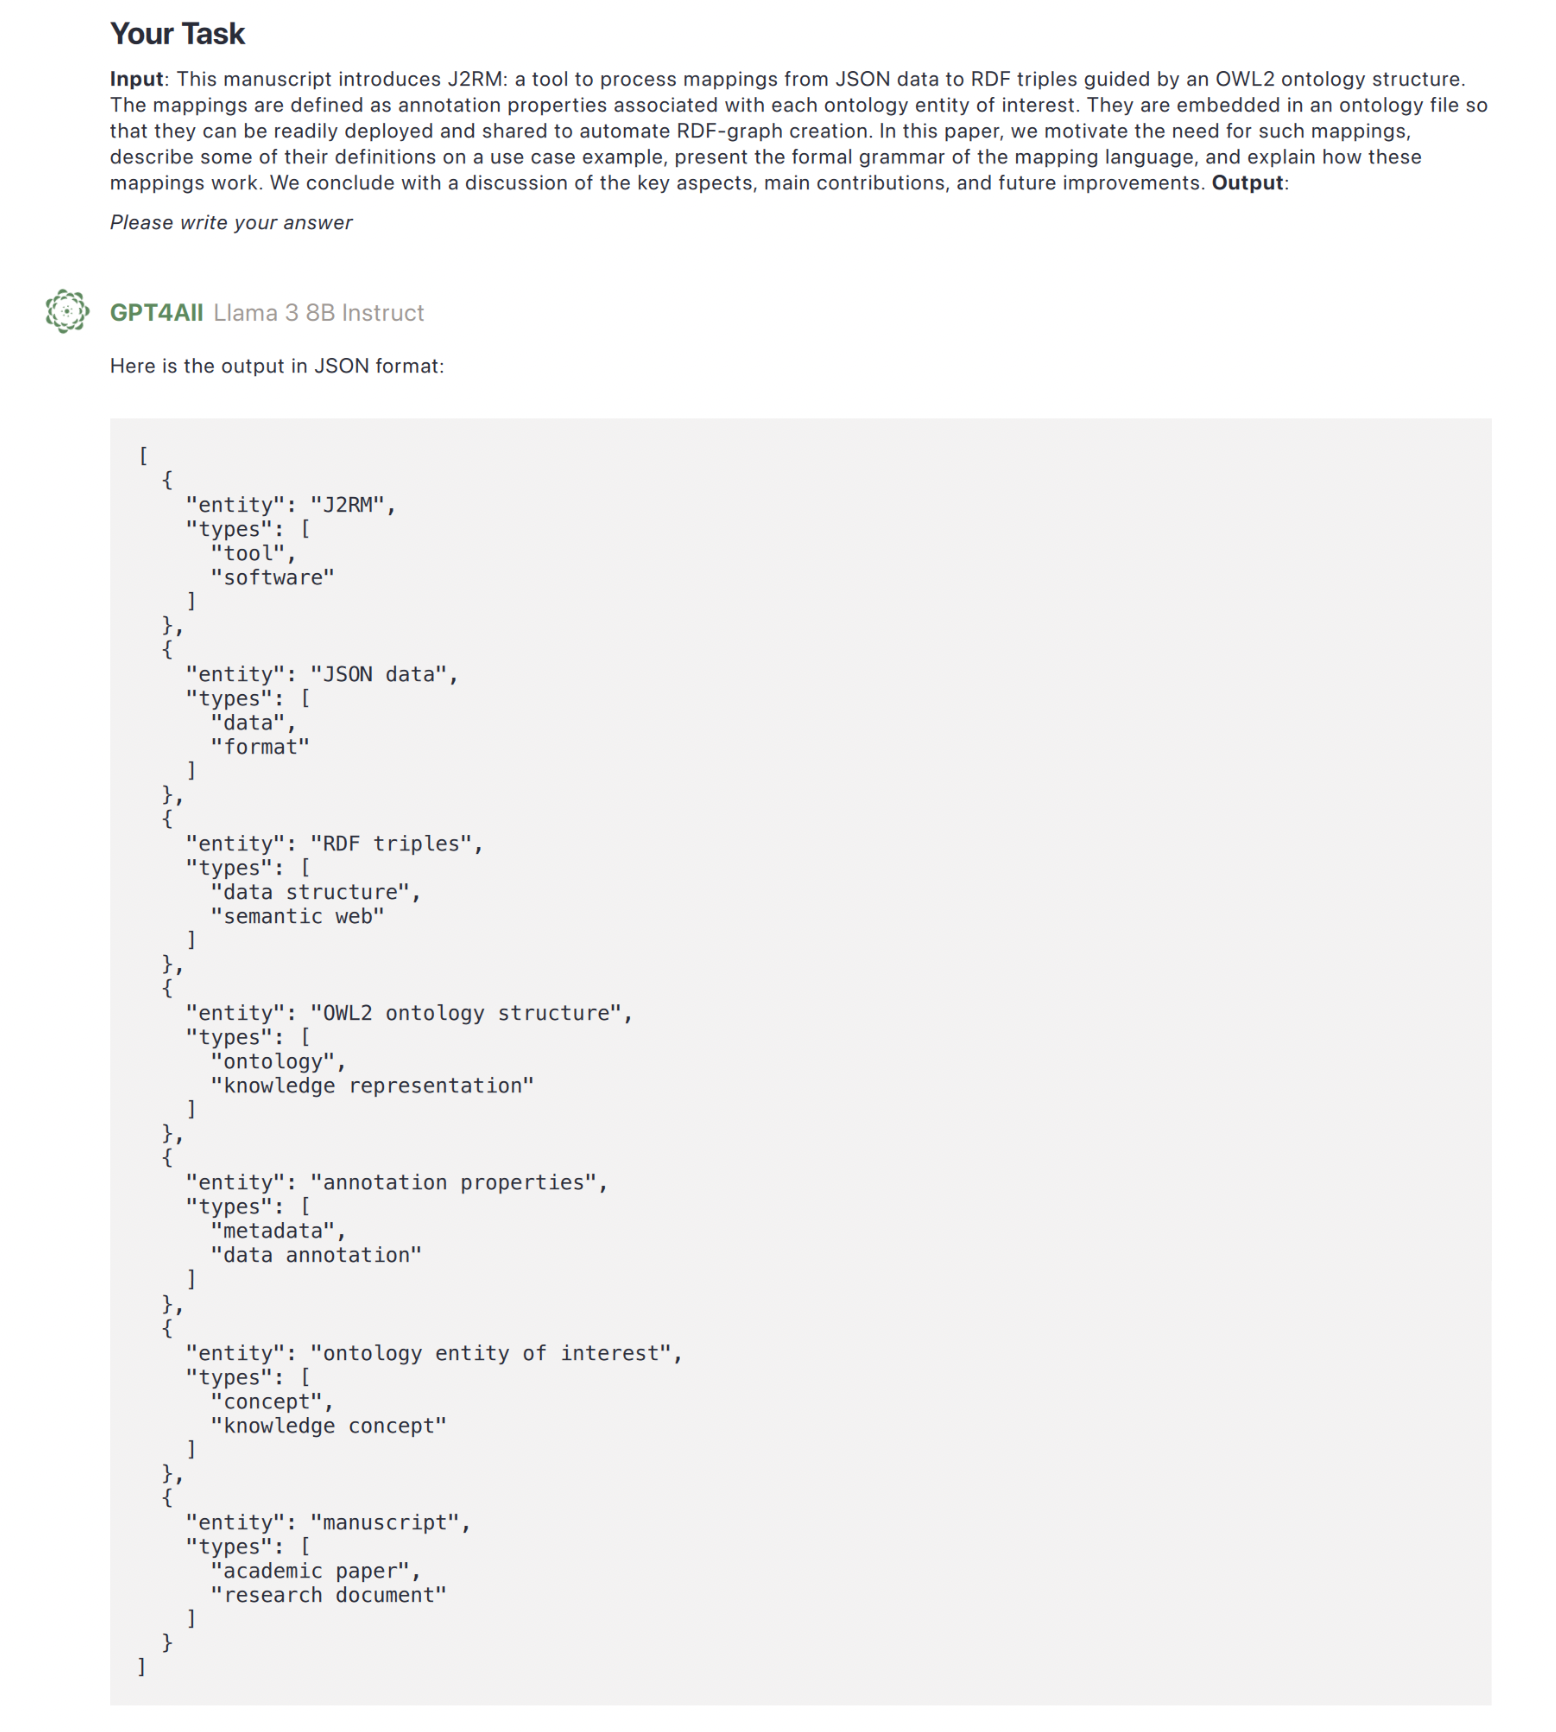 Your Task
Input: This manuscript introduces J2RM: a tool to process mappings from JSON data to RDF triples guided by an OWL2 ontology structure.
The mappings are defined as annotation properties associated with each ontology entity of interest. They are embedded in an ontology file so
that they can be readily deployed and shared to automate RDF-graph creation. In this paper, we motivate the need for such mappings,
describe some of their definitions on a use case example, present the formal grammar of the mapping language, and explain how these
mappings work. We conclude with a discussion of the key aspects, main contributions, and future improvements. Output:
Please write your answer
GPT4All Llama 3 8B Instruct
Here is the output in JSON format:
[
  {
    "entity": "J2RM",
    "types": [
      "tool",
      "software"
    ]
  },
  {
    "entity": "JSON data",
    "types": [
      "data",
      "format"
    ]
  },
  {
    "entity": "RDF triples",
    "types": [
      "data structure",
      "semantic web"
    ]
  },
  {
    "entity": "OWL2 ontology structure",
    "types": [
      "ontology",
      "knowledge representation"
    ]
  },
  {
    "entity": "annotation properties",
    "types": [
      "metadata",
      "data annotation"
    ]
  },
  {
    "entity": "ontology entity of interest",
    "types": [
      "concept",
      "knowledge concept"
    ]
  },
  {
    "entity": "manuscript",
    "types": [
      "academic paper",
      "research document"
    ]
  }
]